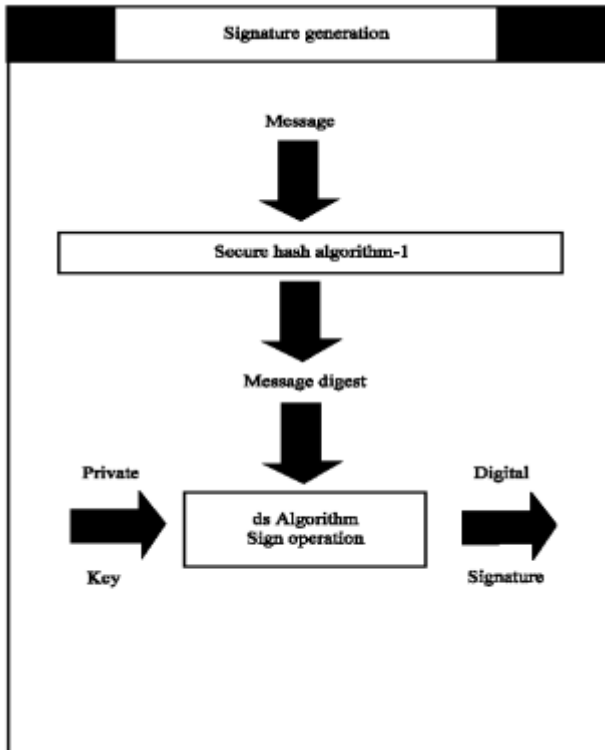 Signature generation
Message
Secure hash algorithm-1
Message digest
Private
Key
ds Algorithm
Sign operation
Digital
Signature